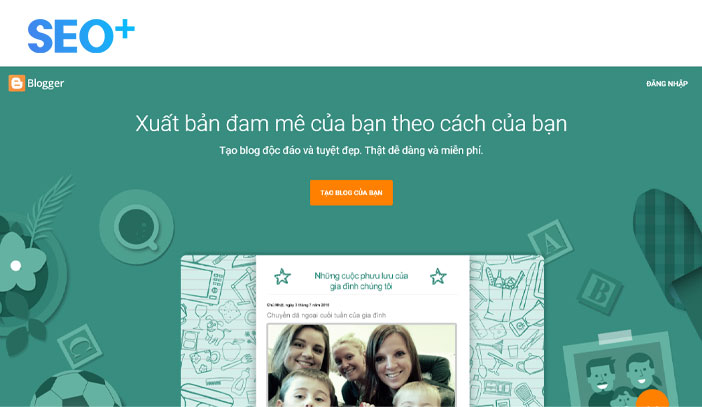 SEO+
Blogger
ĐĂNG NHẬP
Xuất bản đam mê của bạn theo cách của bạn
Tạo blog độc đáo và tuyệt đẹp. Thật dễ dàng và miễn phí.
TẠO BLOG CỦA BẠN
A
B
C
Những cuộc phưu lưu của
gia đình chúng tôi
Chủ Nhật, ngày 3 tháng 7 năm 2016
Chuyến dã ngoại cuối tuần của gia đình